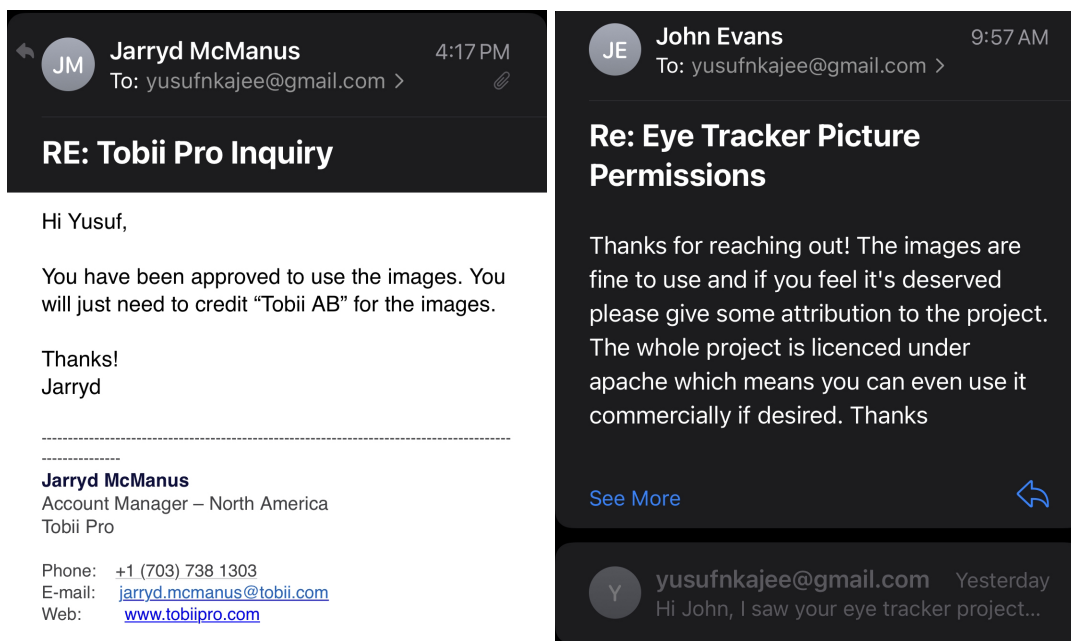 JM
Jarryd McManus
4:17 PM
To: yusufnkajee@gmail.com >
RE: Tobii Pro Inquiry
Hi Yusuf,
You have been approved to use the images. You
will just need to credit “Tobii AB” for the images.
Thanks!
Jarryd
------------------------------------------------------------------------------------------
---------------
Jarryd McManus
Account Manager – North America
Tobii Pro
Phone: +1 (703) 738 1303
E-mail: jarryd.mcmanus@tobii.com
Web: www.tobiipro.com
JE
John Evans
9:57 AM
To: yusufnkajee@gmail.com >
Re: Eye Tracker Picture
Permissions
Thanks for reaching out! The images are
fine to use and if you feel it's deserved
please give some attribution to the project.
The whole project is licenced under
apache which means you can even use it
commercially if desired. Thanks
See More
Y
yusufnkajee@gmail.com
Yesterday
Hi John, I saw your eye tracker project...